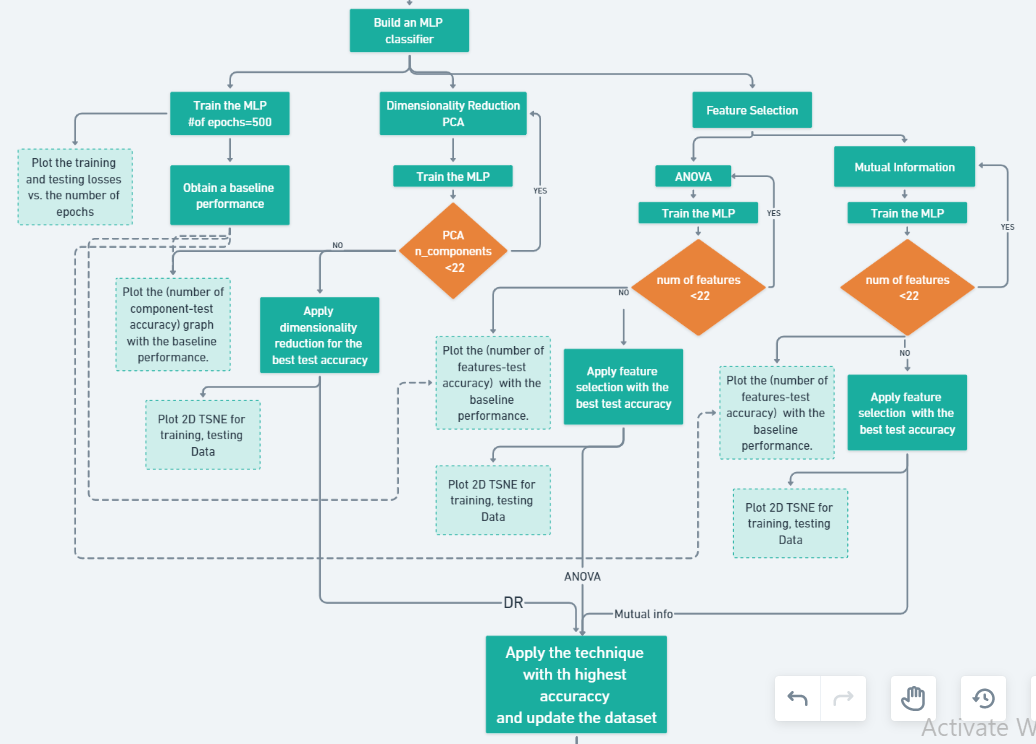 Build an MLP
classifier
Train the MLP
#of epochs=500
Dimensionality Reduction
PCA
Feature Selection
Plot the training
and testing losses
vs. the number of
epochs
Obtain a baseline
performance
Train the MLP
YES
ANOVA
Mutual Information
Train the MLP
YES
Train the MLP
YES
PCA
n_components
<22
NO
num of features
<22
NO
num of features
<22
NO
Plot the (number of
component-test
accuracy) graph
with the baseline
performance.
Apply
dimensionality
reduction for the
best test accuracy
Plot the (number of
features-test
accuracy)  with the
baseline
performance.
Apply feature
selection with the
best test accuracy
Plot the (number of
features-test
accuracy)  with the
baseline
performance.
Apply feature
selection  with the
best test accuracy
Plot 2D TSNE for
training, testing
Data
Plot 2D TSNE for
training, testing
Data
Plot 2D TSNE for
training, testing
Data
ANOVA
DR
Mutual info
Apply the technique
with th highest
accuraccy
and update the dataset
Activate W